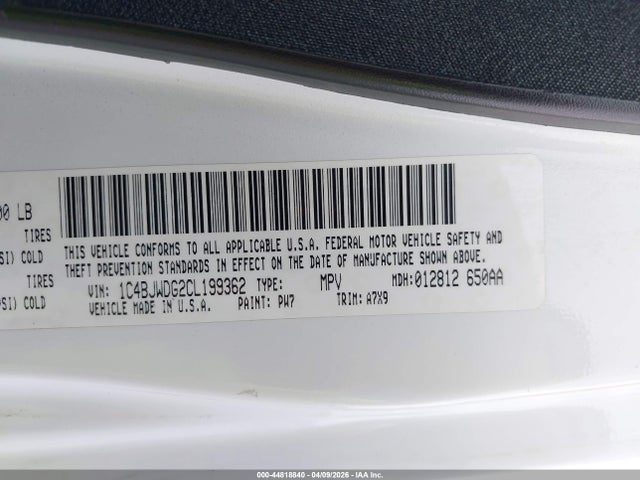 00 LB
TIRES
SI) COLD
TIRES
PSI) COLD
THIS VEHICLE CONFORMS TO ALL APPLICABLE U.S.A. FEDERAL MOTOR VEHICLE SAFETY AND
THEFT PREVENTION STANDARDS IN EFFECT ON THE DATE OF MANUFACTURE SHOWN ABOVE.
VIN: 1C4BJWDG2CL199362 TYPE: MPV MDH: 012812 650AA
VEHICLE MADE IN U.S.A. PAINT: PW7 TRIM: A7X9
000-44818840 - 04/09/2026 - IAA Inc.